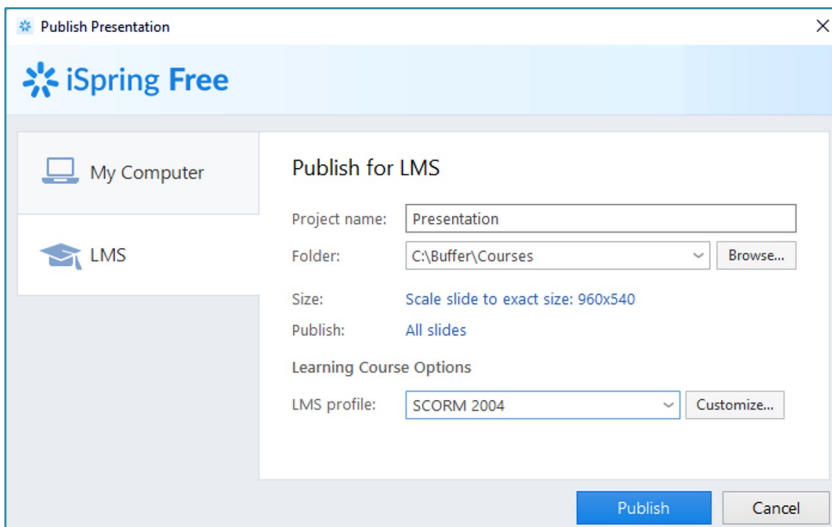 Publish Presentation
iSpring Free
My Computer
LMS
Publish for LMS
Project name: Presentation
Folder: C:\Buffer\Courses Browse...
Size: Scale slide to exact size: 960x540
Publish: All slides
Learning Course Options
LMS profile: SCORM 2004 Customize...
Publish Cancel